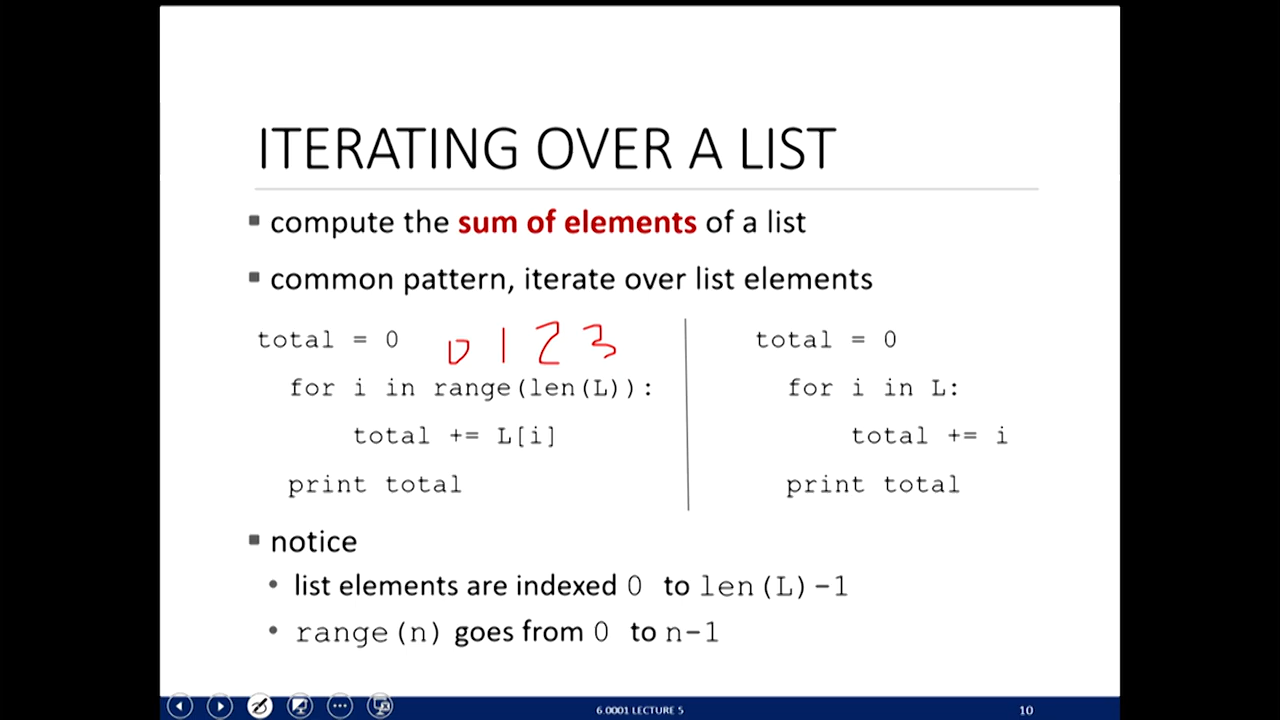 ITERATING OVER A LIST
▪ compute the sum of elements of a list
▪ common pattern, iterate over list elements
0 1 2 3
total = 0
for i in range(len(L)):
total += L[i]
print total
total = 0
for i in L:
total += i
print total
▪ notice
• list elements are indexed 0 to len(L)-1
• range(n) goes from 0 to n-1
6.0001 LECTURE 5
10